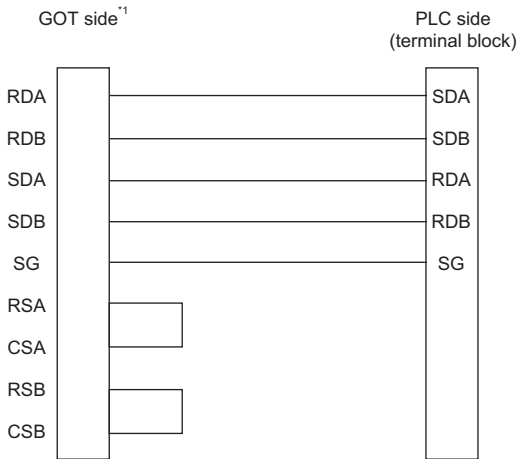 GOT side*1
PLC side
(terminal block)
RDA
SDA
RDB
SDB
SDA
RDA
SDB
RDB
SG
SG
RSA
CSA
RSB
CSB